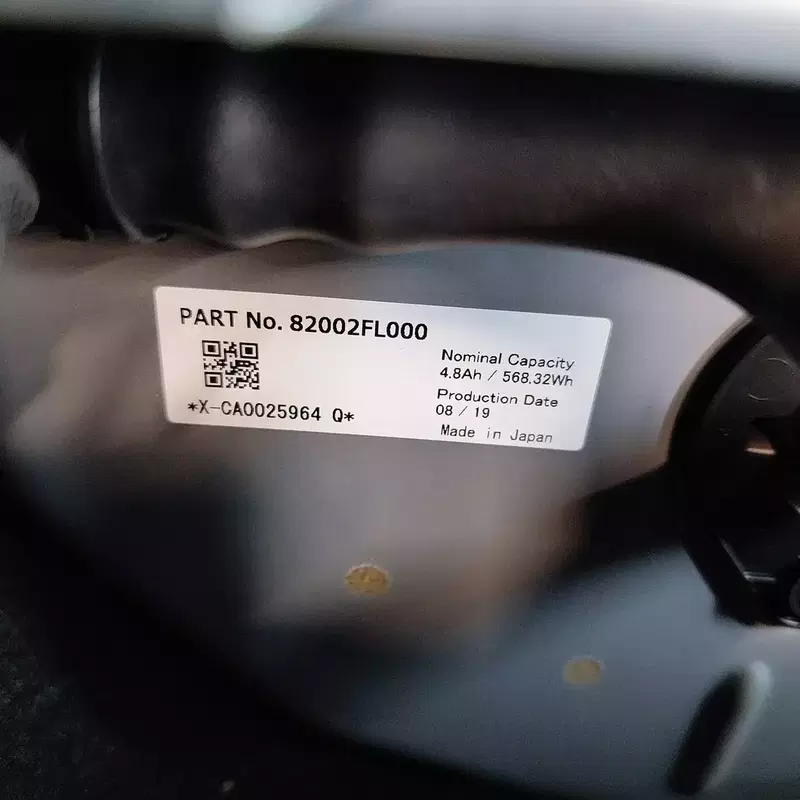 PART No. 82002FL000
*X-CA0025964 Q*
Nominal Capacity
4.8Ah / 568.32Wh
Production Date
08 / 19
Made in Japan